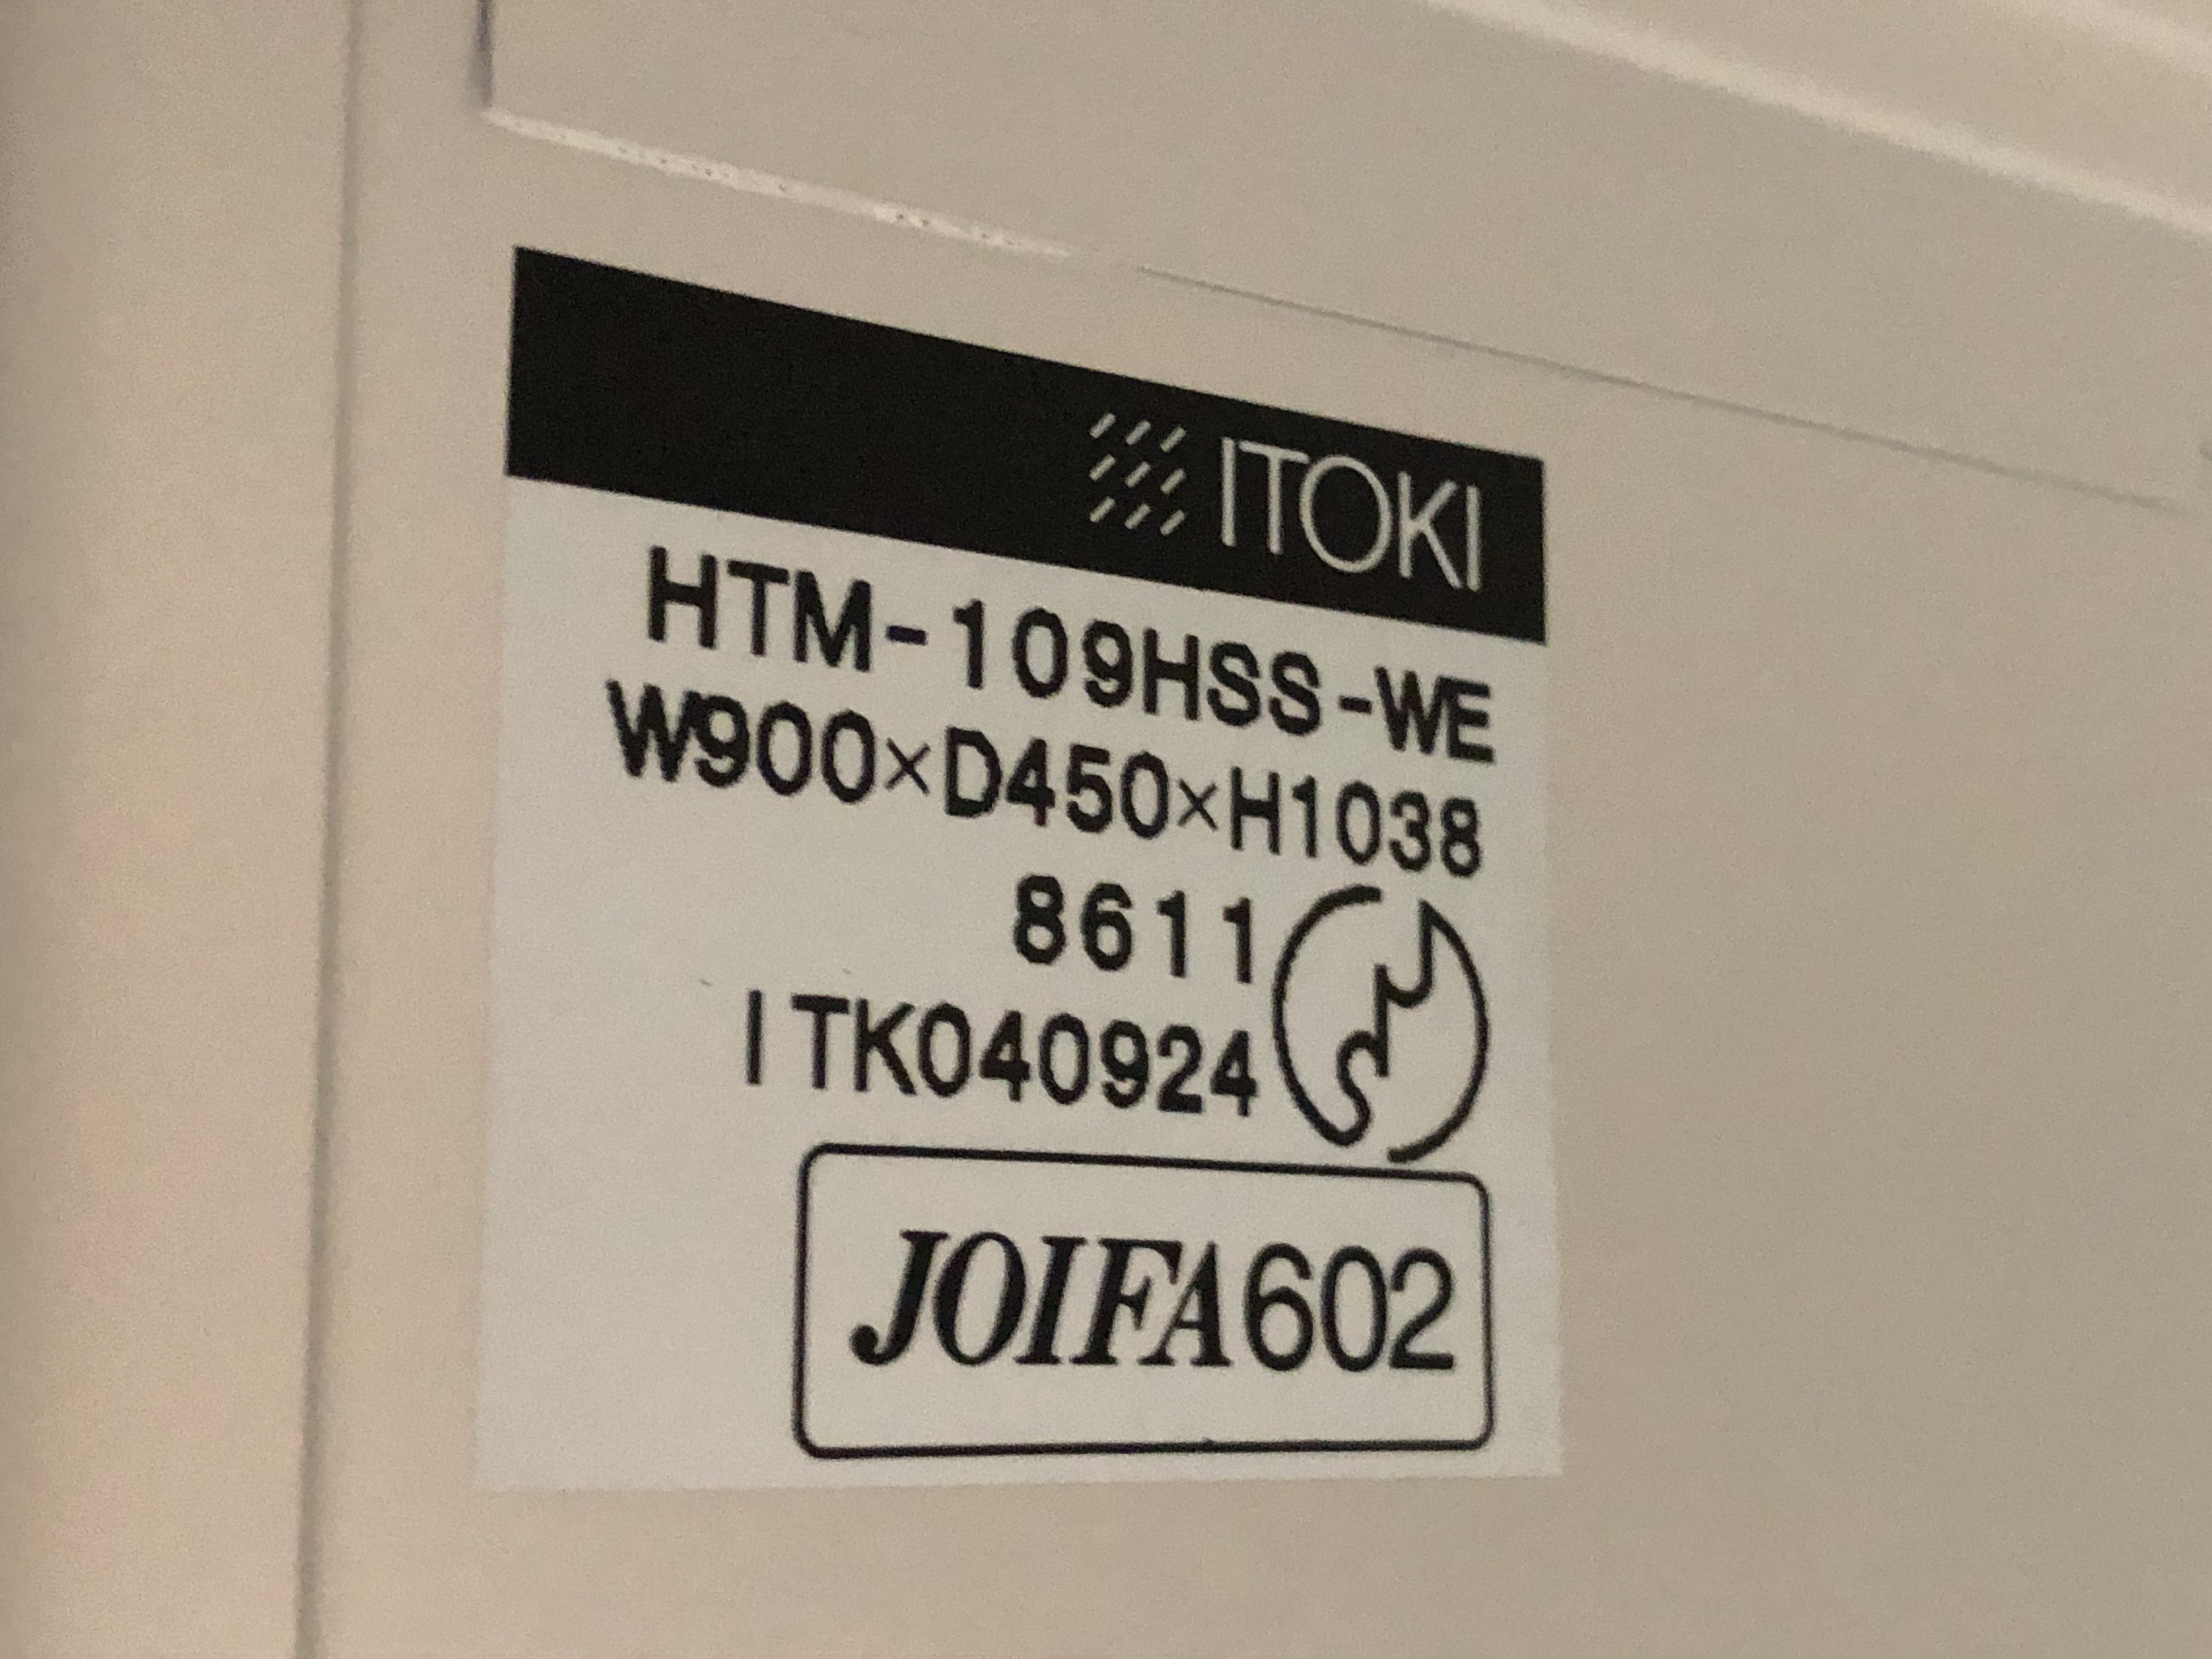 ITOKI
HTM-109HSS-WE
W900×D450×H1038
8611
ITK040924
JOIFA602